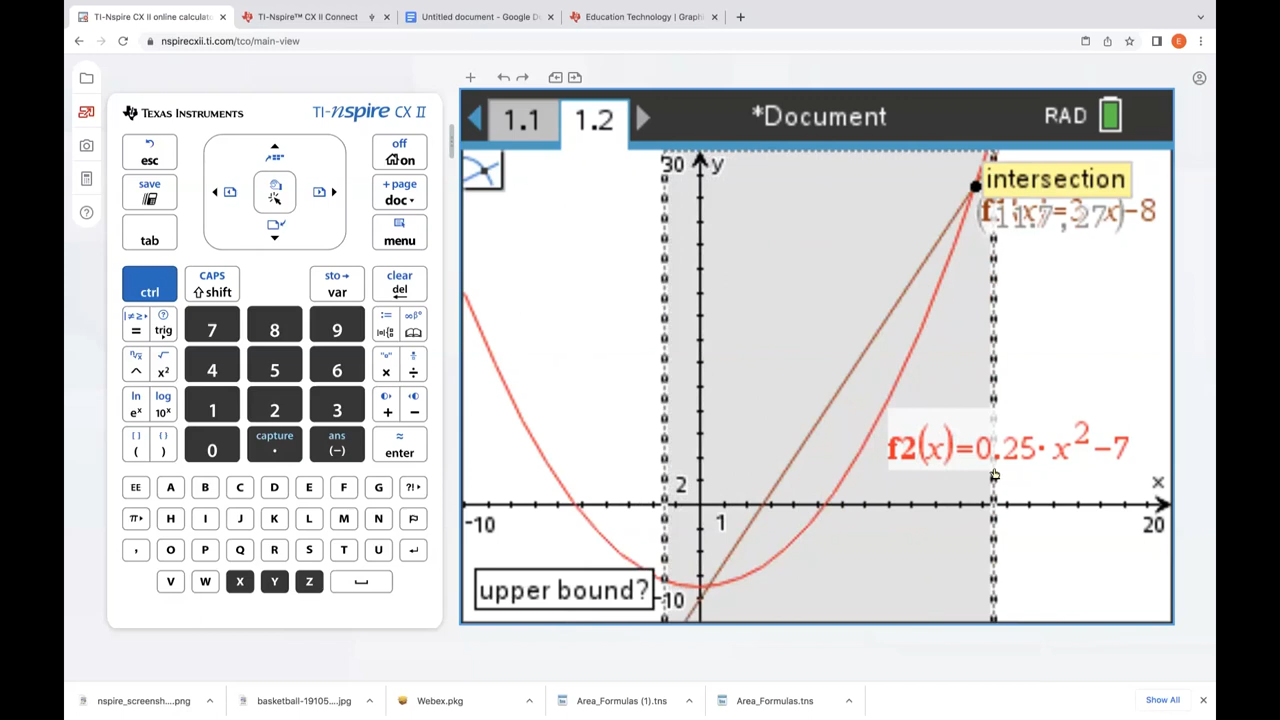 TI-Nspire CX II online calculat
TI-Nspire™ CX II Connect
Untitled document - Google D
Education Technology | Graphi
nspirecxii.ti.com/tco/main-view
E
TEXAS INSTRUMENTS
TI-nspire CX II
esc
off
on
save
+ page
doc
tab
menu
ctrl
CAPS
shift
sto→
var
clear
del
= trig 7 8 9
^ x² 4 5 6 × ÷
ln log
eˣ 10ˣ 1 2 3 + −
[ ] { }
( ) 0
capture
.
ans
(−)
≈
enter
EE A B C D E F G ?!
π H I J K L M N
, O P Q R S T U
V W X Y Z
1.1 1.2 *Document RAD
30 y
intersection
(11.7, 27)
f2(x)=0.25· x²−7
2
x
-10 1 20
upper bound? -10
nspire_screensh....png
basketball-19105....jpg
Webex.pkg
Area_Formulas (1).tns
Area_Formulas.tns
Show All